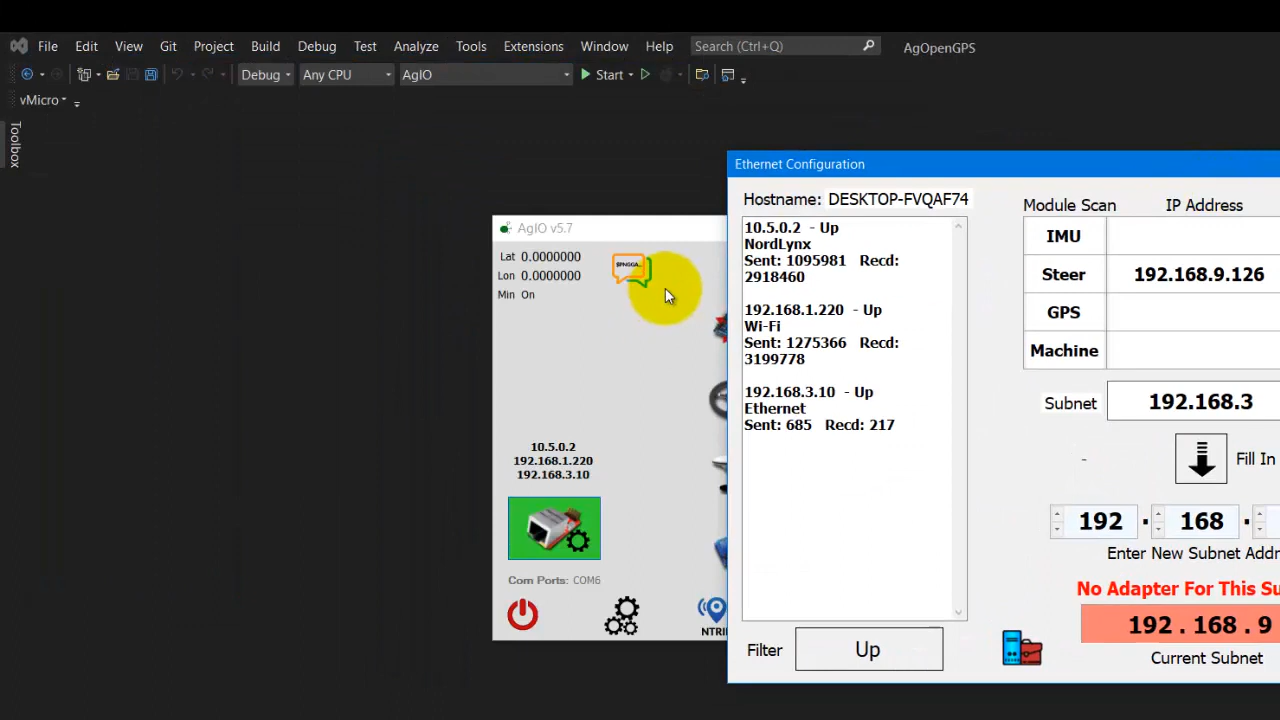 File Edit View Git Project Build Debug Test Analyze Tools Extensions Window Help Search (Ctrl+Q) AgOpenGPS
Debug Any CPU AgIO Start
vMicro
Toolbox
Ethernet Configuration
Hostname: DESKTOP-FVQAF74
10.5.0.2 - Up
NordLynx
Sent: 1095981 Recd:
2918460
192.168.1.220 - Up
Wi-Fi
Sent: 1275366 Recd:
3199778
192.168.3.10 - Up
Ethernet
Sent: 685 Recd: 217
Filter Up
Module Scan IP Address
IMU
Steer 192.168.9.126
GPS
Machine
Subnet 192.168.3
- Fill In
192 . 168 .
Enter New Subnet Addr
No Adapter For This Su
192 . 168 . 9
Current Subnet
AgIO v5.7
Lat 0.0000000
Lon 0.0000000
Min On
$PNGGA...
10.5.0.2
192.168.1.220
192.168.3.10
Com Ports: COM6
NTRI